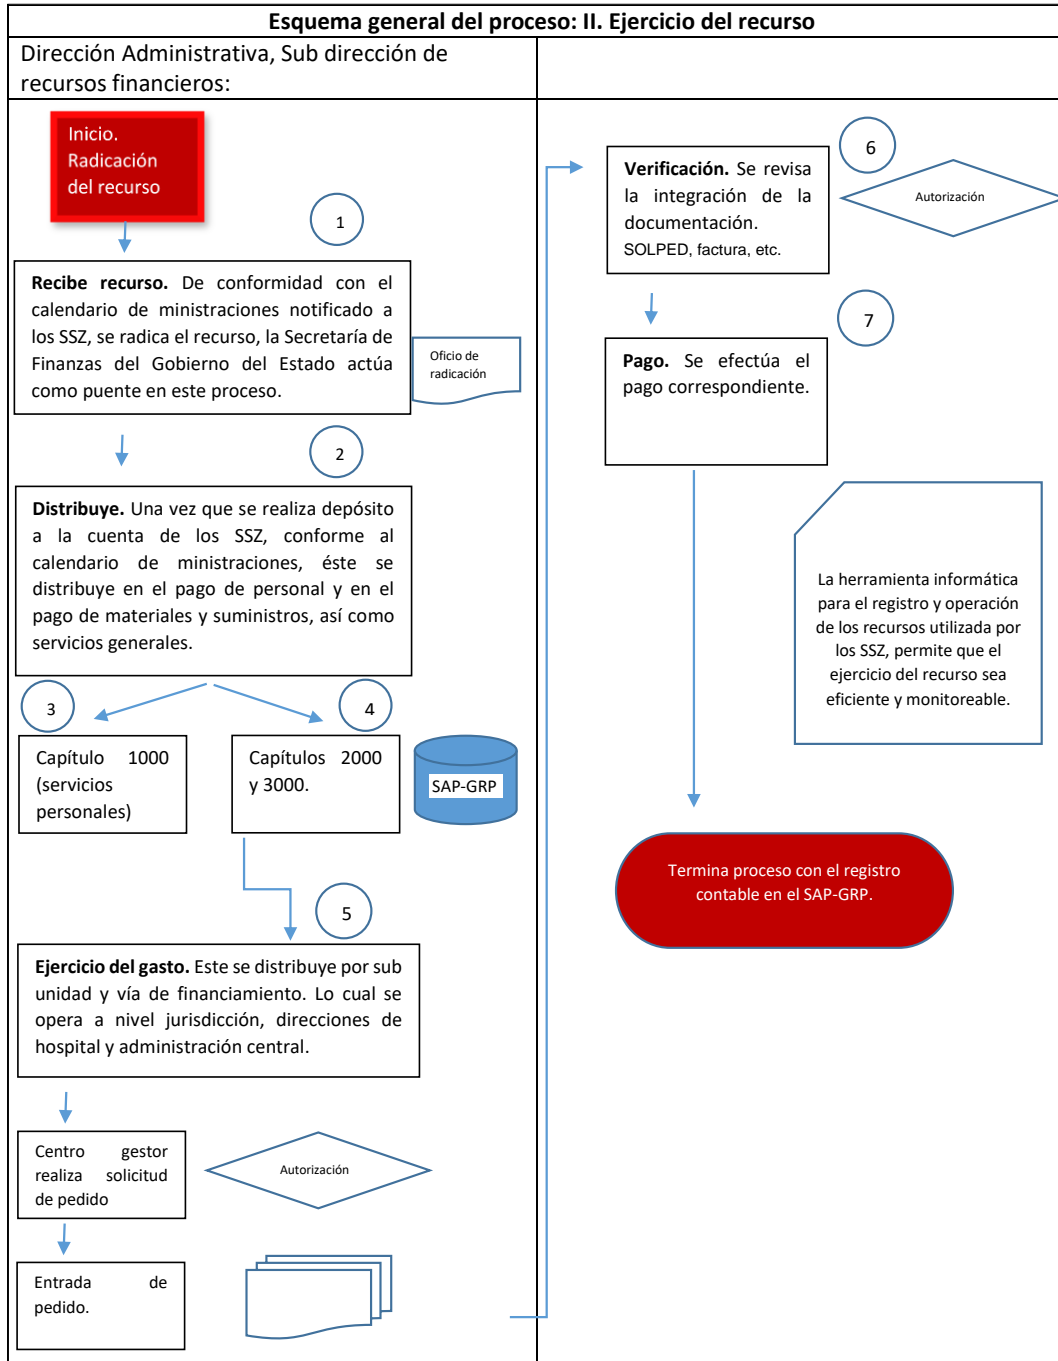 Esquema general del proceso: II. Ejercicio del recurso
Dirección Administrativa, Sub dirección de
recursos financieros:
Inicio.
Radicación
del recurso
1
Recibe recurso. De conformidad con el
calendario de ministraciones notificado a
los SSZ, se radica el recurso, la Secretaría de
Finanzas del Gobierno del Estado actúa
como puente en este proceso.
Oficio de
radicación
2
Distribuye. Una vez que se realiza depósito
a la cuenta de los SSZ, conforme al
calendario de ministraciones, éste se
distribuye en el pago de personal y en el
pago de materiales y suministros, así como
servicios generales.
3
4
Capítulo 1000
(servicios
personales)
Capítulos 2000
y 3000.
SAP-GRP
5
Ejercicio del gasto. Este se distribuye por sub
unidad y vía de financiamiento. Lo cual se
opera a nivel jurisdicción, direcciones de
hospital y administración central.
Centro gestor
realiza solicitud
de pedido
Autorización
Entrada de
pedido.
6
Verificación. Se revisa
la integración de la
documentación.
SOLPED, factura, etc.
Autorización
7
Pago. Se efectúa el
pago correspondiente.
La herramienta informática
para el registro y operación
de los recursos utilizada por
los SSZ, permite que el
ejercicio del recurso sea
eficiente y monitoreable.
Termina proceso con el registro
contable en el SAP-GRP.